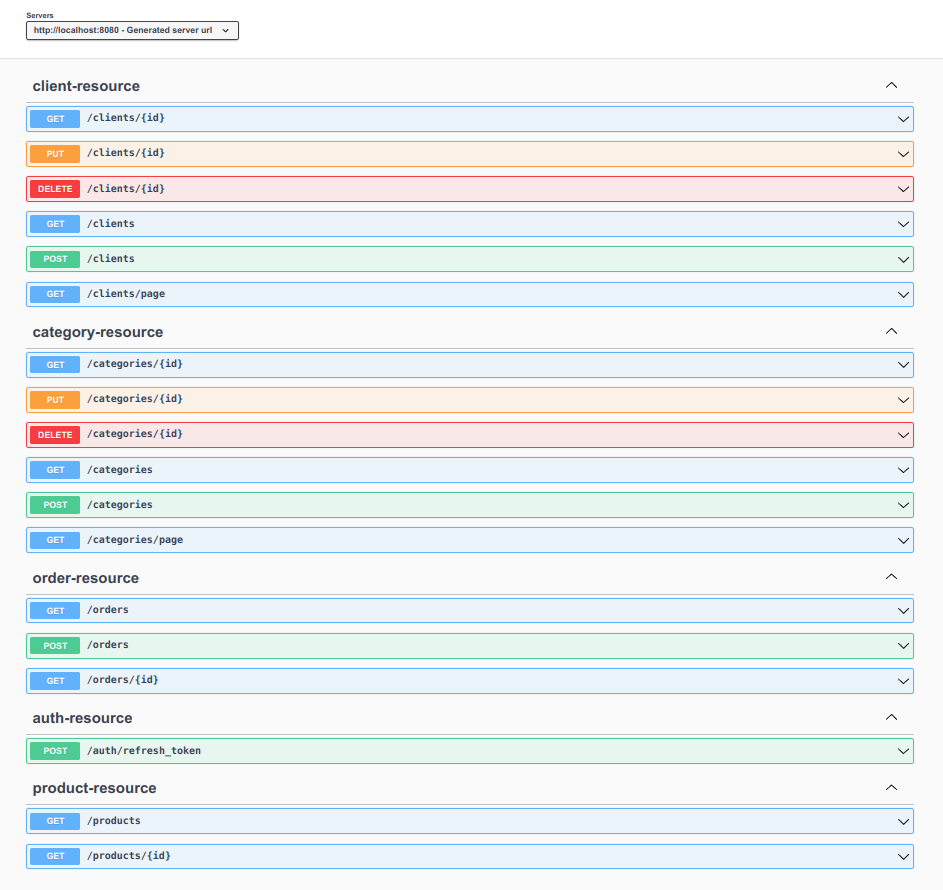 Servers
http://localhost:8080 - Generated server url
client-resource
GET /clients/{id}
PUT /clients/{id}
DELETE /clients/{id}
GET /clients
POST /clients
GET /clients/page
category-resource
GET /categories/{id}
PUT /categories/{id}
DELETE /categories/{id}
GET /categories
POST /categories
GET /categories/page
order-resource
GET /orders
POST /orders
GET /orders/{id}
auth-resource
POST /auth/refresh_token
product-resource
GET /products
GET /products/{id}